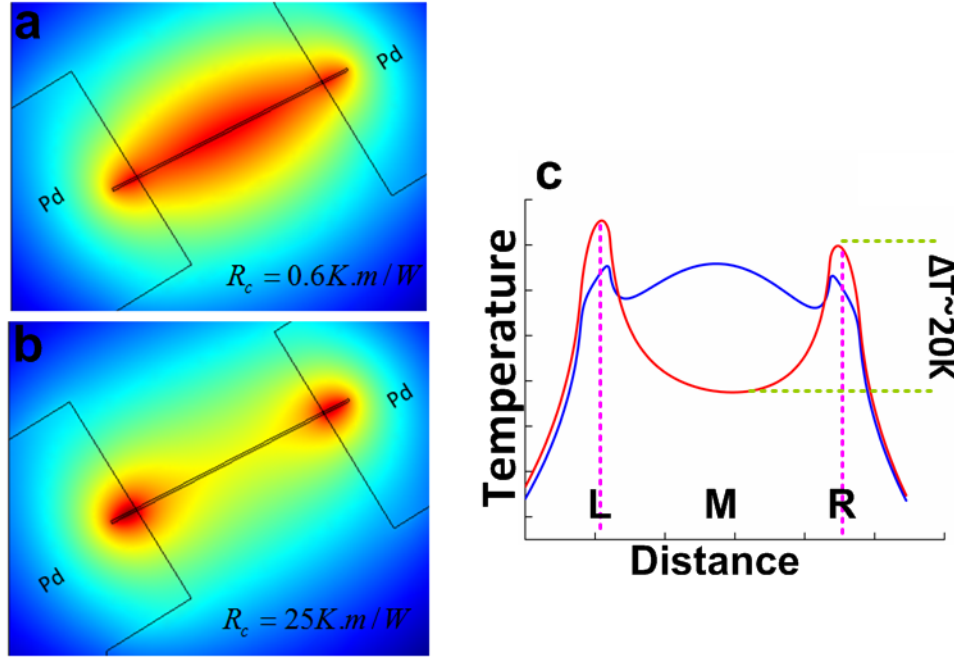 a
Pd
Pd
R_c = 0.6K.m/W
b
Pd
Pd
R_c = 25K.m/W
c
Temperature
ΔT~20K
L M R
Distance